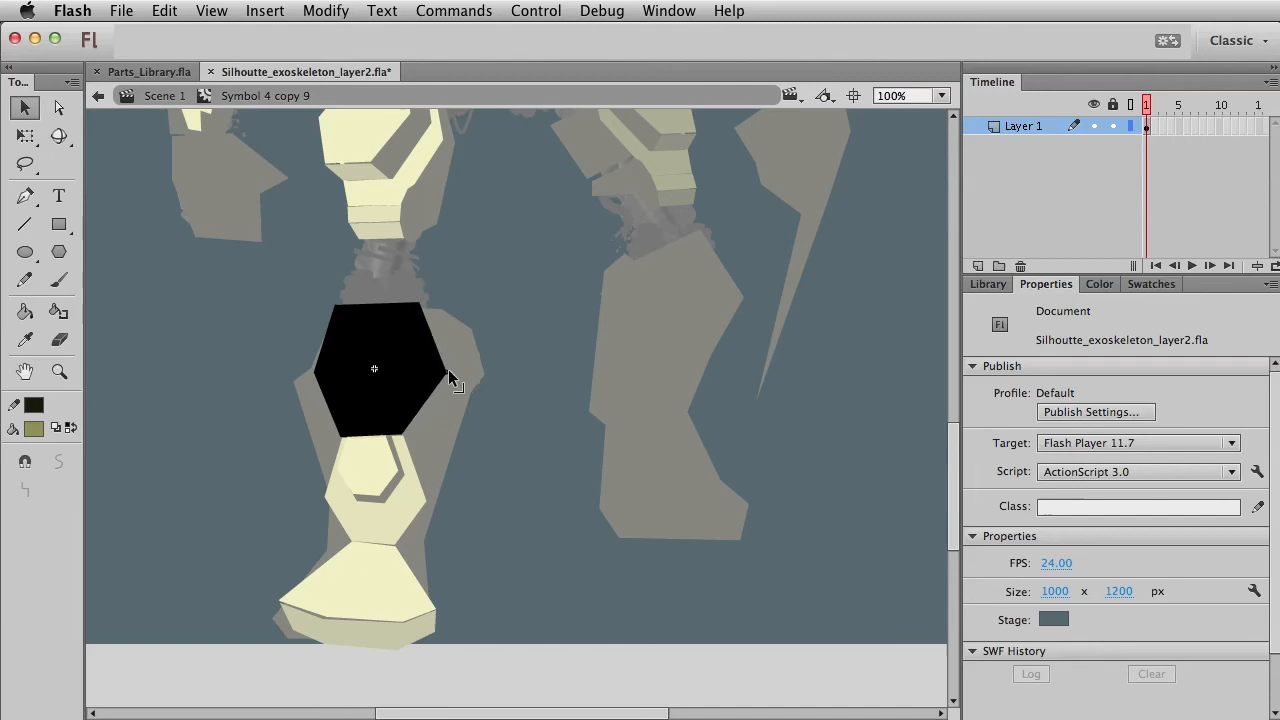 Flash File Edit View Insert Modify Text Commands Control Debug Window Help
Fl
Classic
To...
Parts_Library.fla
Silhoutte_exoskeleton_layer2.fla*
Timeline
Scene 1
Symbol 4 copy 9
100%
1 5 10 1
Layer 1
T
Library Properties Color Swatches
Fl
Document
Silhoutte_exoskeleton_layer2.fla
Publish
Profile: Default
Publish Settings...
Target: Flash Player 11.7
Script: ActionScript 3.0
Class:
Properties
FPS: 24.00
Size: 1000 x 1200 px
Stage:
SWF History
Log Clear